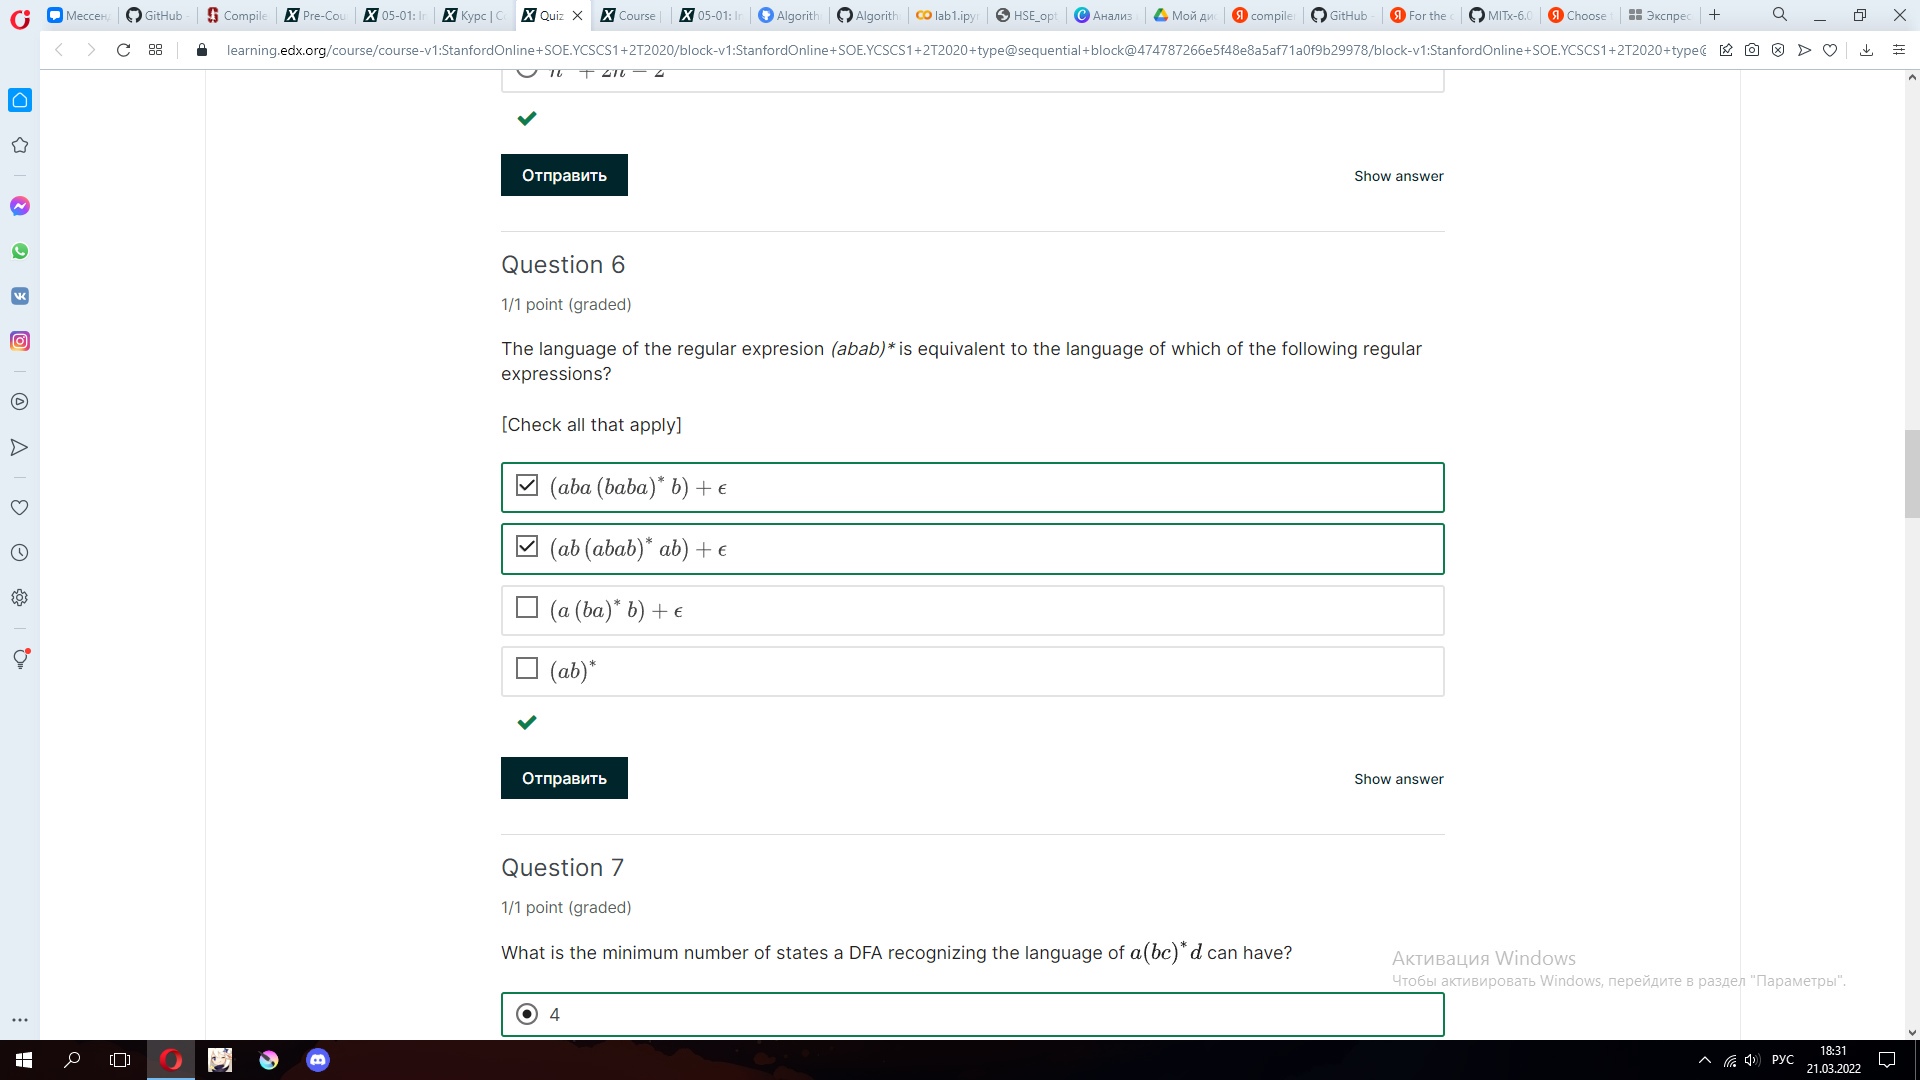 Мессен GitHub Compile Pre-Cou 05-01: Ir Курс | C Quiz Course 05-01: Ir Algorith Algorith lab1.ipyr HSE_opt Анализ Мой ди compiler GitHub For the MITx-6.0 Choose Экспрес
learning.edx.org/course/course-v1:StanfordOnline+SOE.YCSCS1+2T2020/block-v1:StanfordOnline+SOE.YCSCS1+2T2020+type@sequential+block@474787266e5f48e8a5af71a0f9b29978/block-v1:StanfordOnline+SOE.YCSCS1+2T2020+type@
Отправить
Show answer
Question 6
1/1 point (graded)
The language of the regular expresion (abab)* is equivalent to the language of which of the following regular
expressions?
[Check all that apply]
(aba (baba)* b) + ϵ
(ab (abab)* ab) + ϵ
(a (ba)* b) + ϵ
(ab)*
Отправить
Show answer
Question 7
1/1 point (graded)
What is the minimum number of states a DFA recognizing the language of a(bc)* d can have?
Активация Windows
Чтобы активировать Windows, перейдите в раздел "Параметры".
4
РУС
18:31
21.03.2022